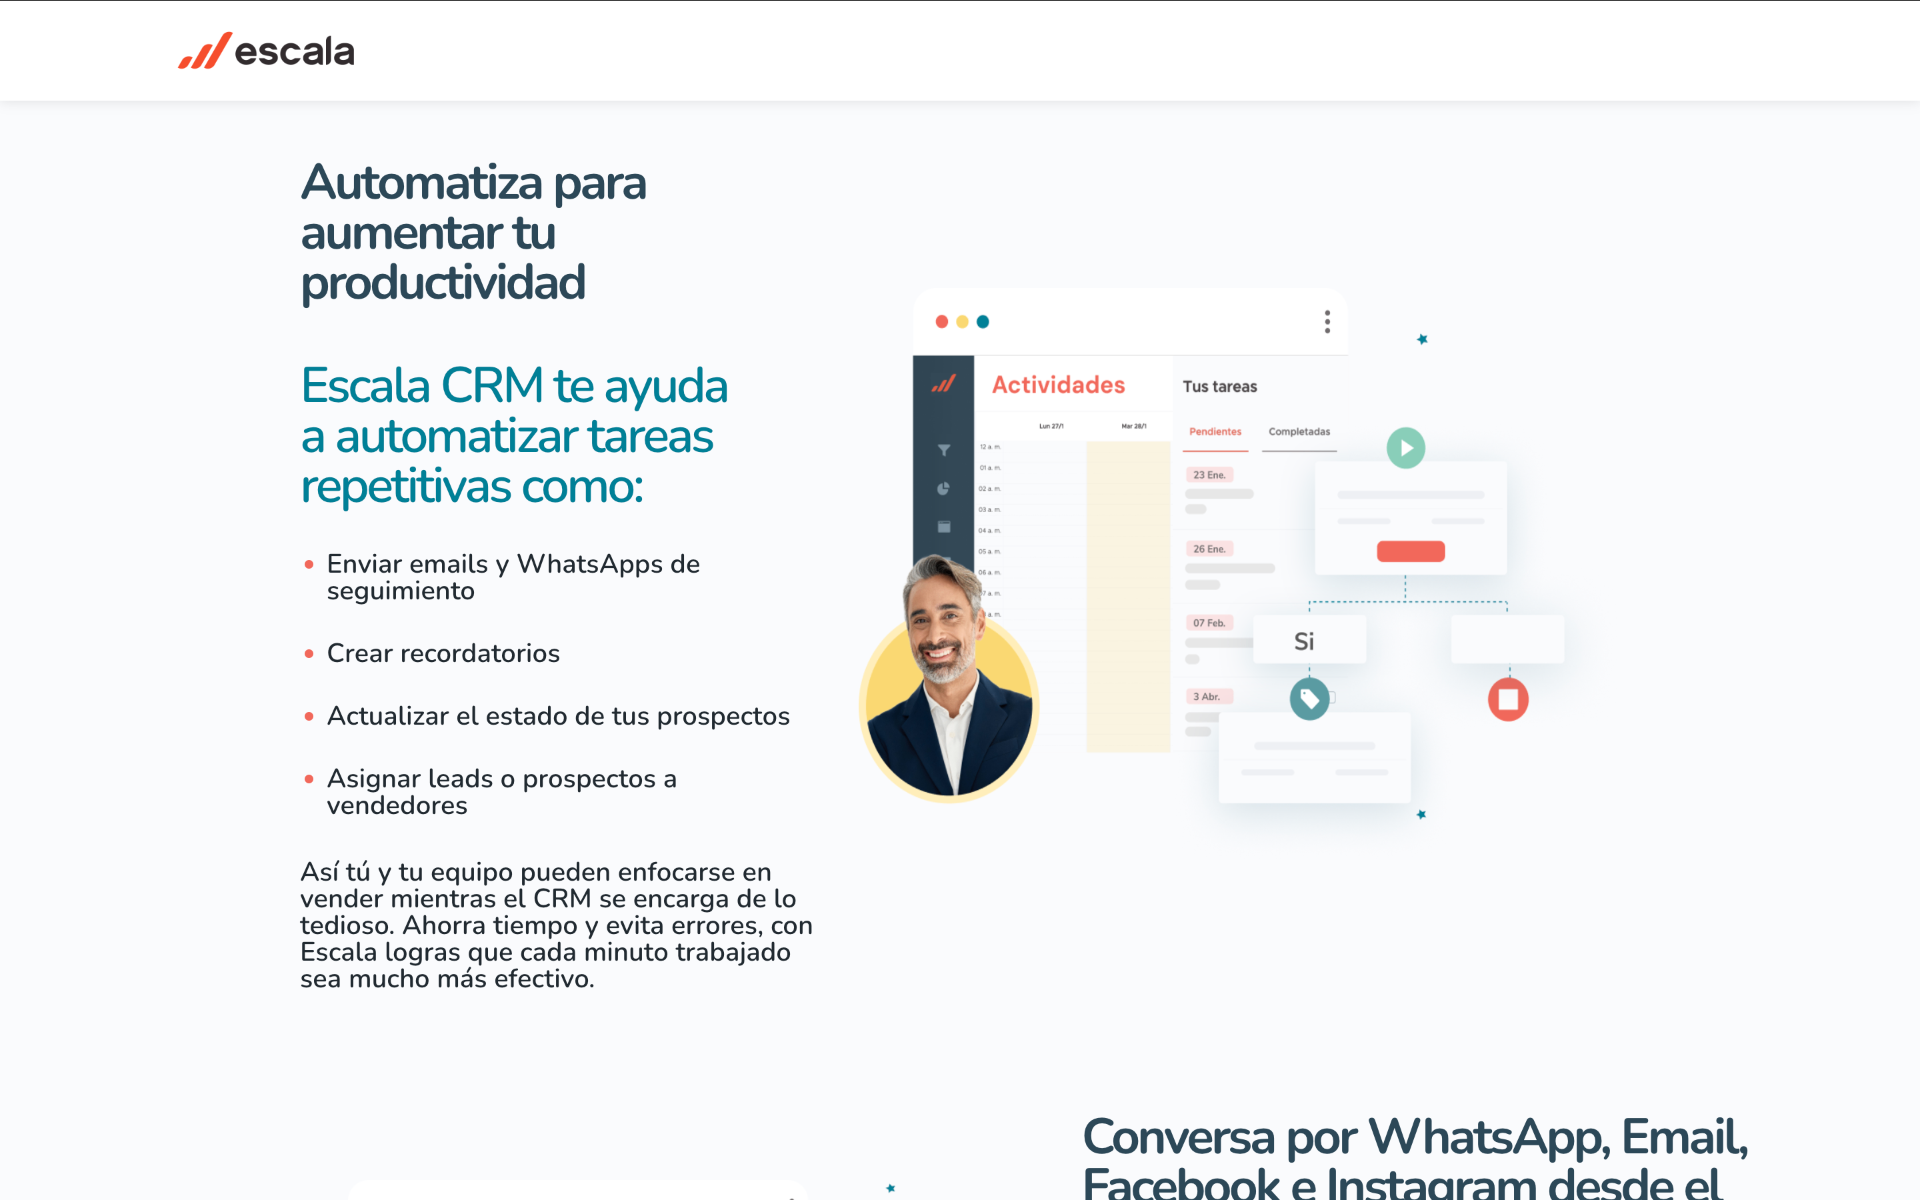 escala
Automatiza para
aumentar tu
productividad
Escala CRM te ayuda
a automatizar tareas
repetitivas como:
Enviar emails y WhatsApps de
seguimiento
Crear recordatorios
Actualizar el estado de tus prospectos
Asignar leads o prospectos a
vendedores
Así tú y tu equipo pueden enfocarse en
vender mientras el CRM se encarga de lo
tedioso. Ahorra tiempo y evita errores, con
Escala logras que cada minuto trabajado
sea mucho más efectivo.
Actividades
Lun 27/1
Mar 28/1
12 a. m.
01 a. m.
02 a. m.
03 a. m.
04 a. m.
05 a. m.
06 a. m.
7 a. m.
a. m.
Tus tareas
Pendientes
Completadas
23 Ene.
26 Ene.
07 Feb.
3 Abr.
Si
Conversa por WhatsApp, Email,
Facebook e Instagram desde el